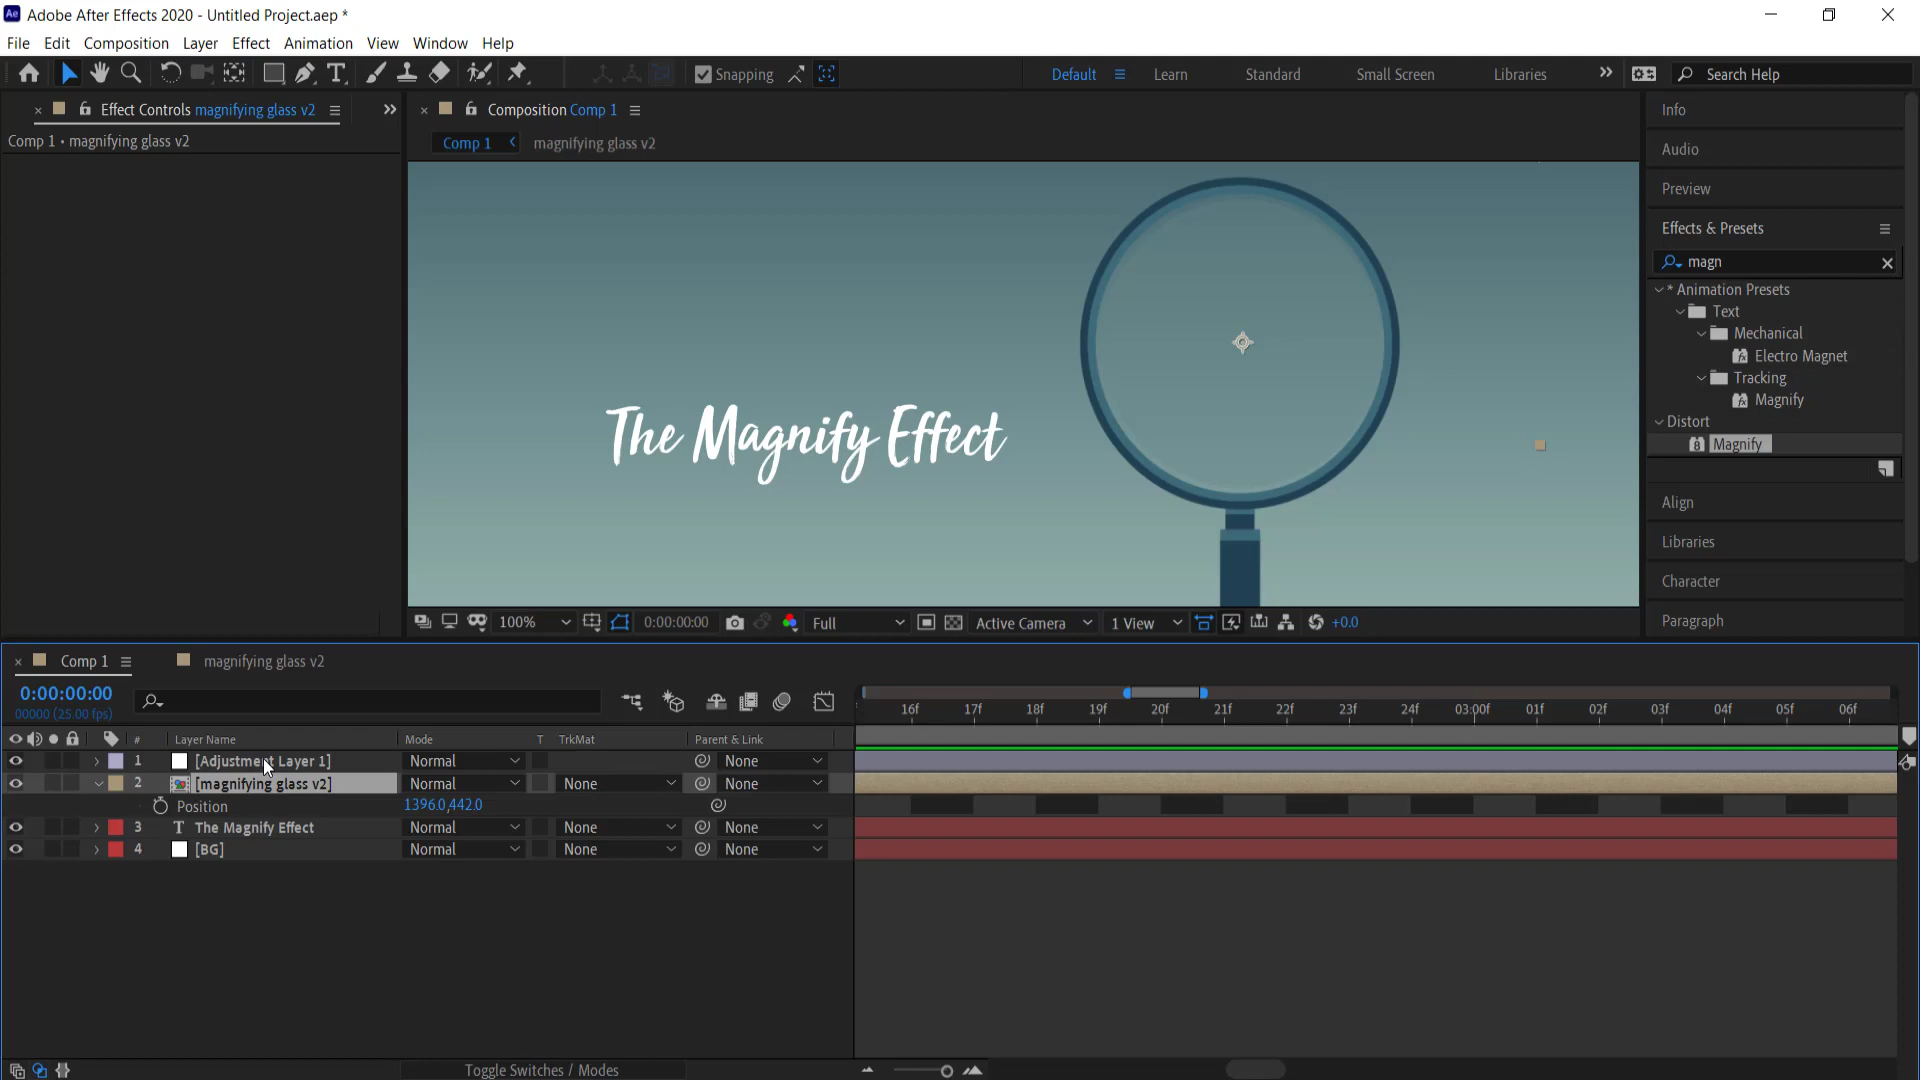 Adobe After Effects 2020 - Untitled Project.aep *
File Edit Composition Layer Effect Animation View Window Help
Snapping Default Learn Standard Small Screen Libraries Search Help
Effect Controls magnifying glass v2
Comp 1 • magnifying glass v2
Composition Comp 1
Comp 1 magnifying glass v2
The Magnify Effect
100% 0:00:00:00 Full Active Camera 1 View +0.0
Info
Audio
Preview
Effects & Presets
magn
* Animation Presets
Text
Mechanical
Electro Magnet
Tracking
Magnify
Distort
Magnify
Align
Libraries
Character
Paragraph
Comp 1 magnifying glass v2
0:00:00:00
00000 (25.00 fps)
16f 17f 18f 19f 20f 21f 22f 23f 24f 03:00f 01f 02f 03f 04f 05f 06f
# Layer Name Mode T TrkMat Parent & Link
1 [Adjustment Layer 1] Normal None
2 [magnifying glass v2] Normal None None
Position 1396.0,442.0
3 T The Magnify Effect Normal None None
4 [BG] Normal None None
Toggle Switches / Modes